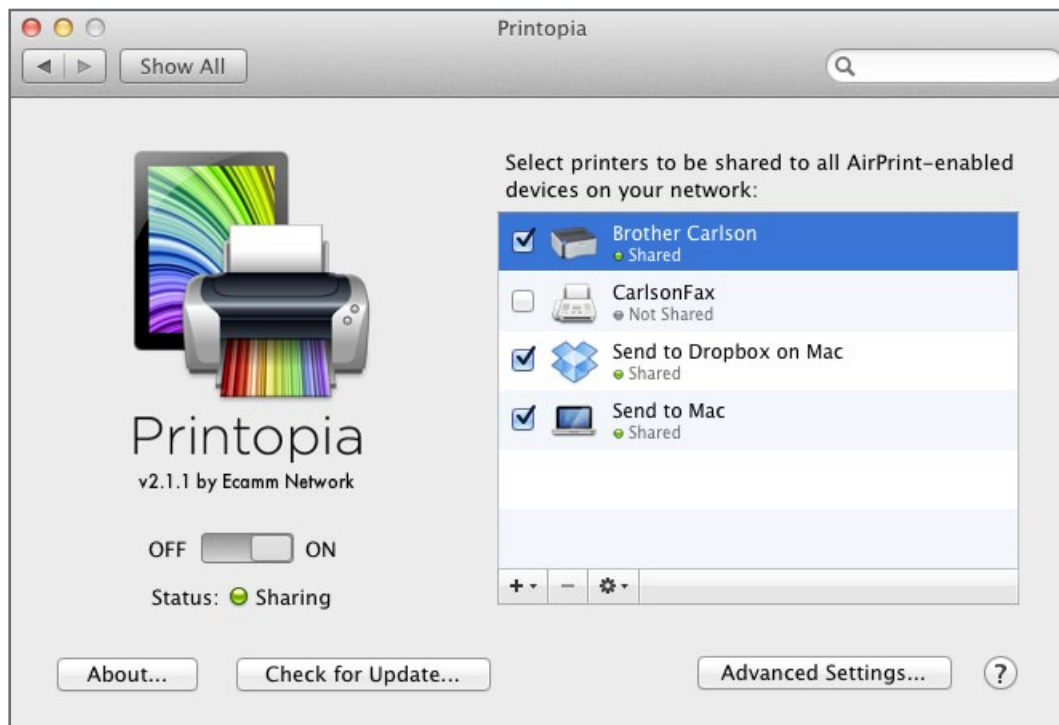 Printopia
Show All
Select printers to be shared to all AirPrint-enabled
devices on your network:
Brother Carlson
Shared
CarlsonFax
Not Shared
Send to Dropbox on Mac
Shared
Send to Mac
Shared
Printopia
v2.1.1 by Ecamm Network
OFF ON
Status: Sharing
About... Check for Update... Advanced Settings... ?